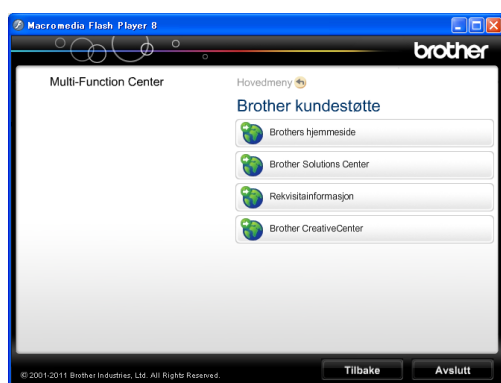 Macromedia Flash Player 8
brother
Multi-Function Center
Hovedmeny
Brother kundestøtte
Brothers hjemmeside
Brother Solutions Center
Rekvisitainformasjon
Brother CreativeCenter
© 2001-2011 Brother Industries, Ltd. All Rights Reserved.
Tilbake
Avslutt